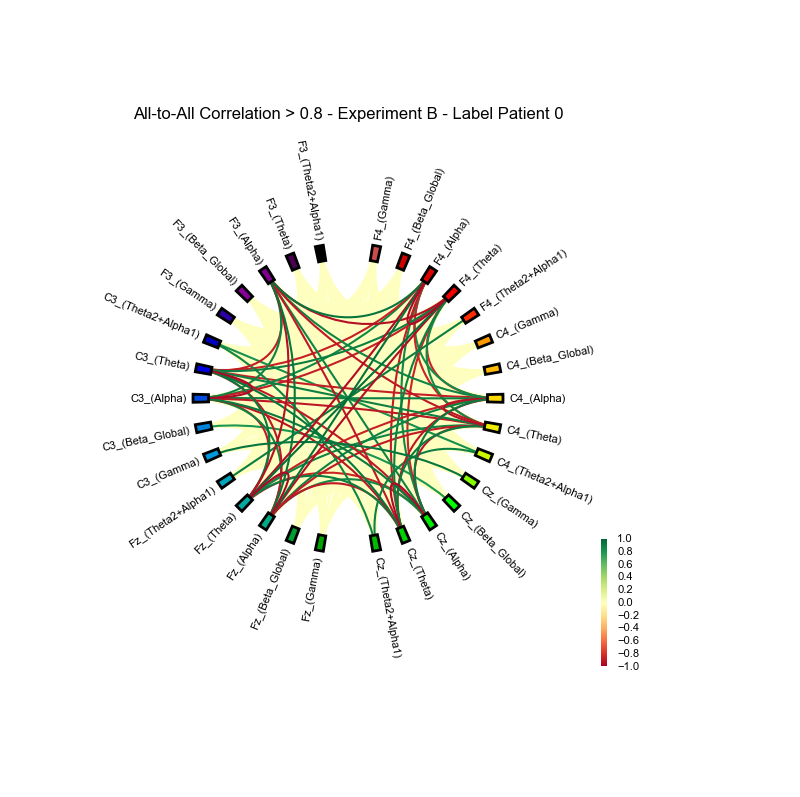 All-to-All Correlation > 0.8 - Experiment B - Label Patient 0
F3_(Theta2+Alpha1)
F3_(Theta)
F3_(Alpha)
F3_(Beta_Global)
F3_(Gamma)
C3_(Theta2+Alpha1)
C3_(Theta)
C3_(Alpha)
C3_(Beta_Global)
C3_(Gamma)
Fz_(Theta2+Alpha1)
Fz_(Theta)
Fz_(Alpha)
Fz_(Beta_Global)
Fz_(Gamma)
Cz_(Theta2+Alpha1)
Cz_(Theta)
Cz_(Alpha)
Cz_(Beta_Global)
Cz_(Gamma)
C4_(Theta2+Alpha1)
C4_(Theta)
C4_(Alpha)
C4_(Beta_Global)
C4_(Gamma)
F4_(Theta2+Alpha1)
F4_(Theta)
F4_(Alpha)
F4_(Beta_Global)
F4_(Gamma)
1.0
0.8
0.6
0.4
0.2
0.0
−0.2
−0.4
−0.6
−0.8
−1.0